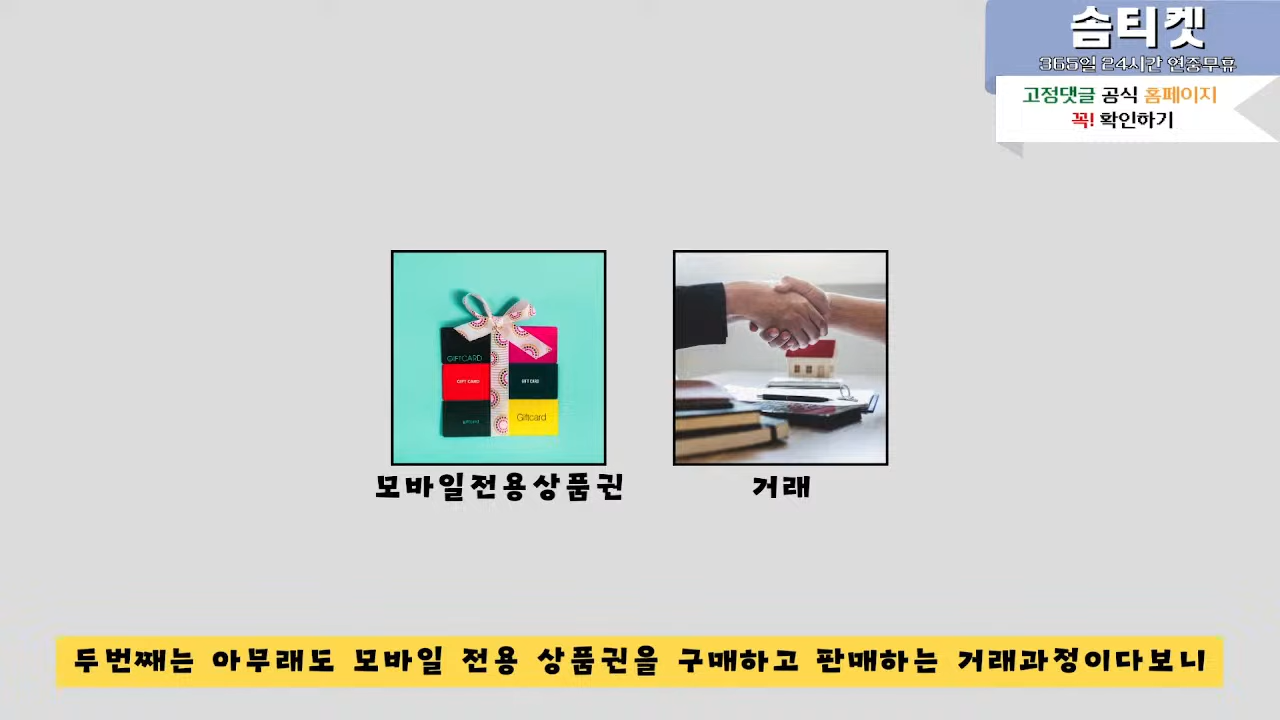 솜티켓
365일 24시간 연중무휴
고정댓글 공식 홈페이지
꼭! 확인하기
GIFTCARD
GIFT CARD
GIFT CARD
giftcard
Giftcard
모바일전용상품권
거래
두번째는 아무래도 모바일 전용 상품권을 구매하고 판매하는 거래과정이다보니